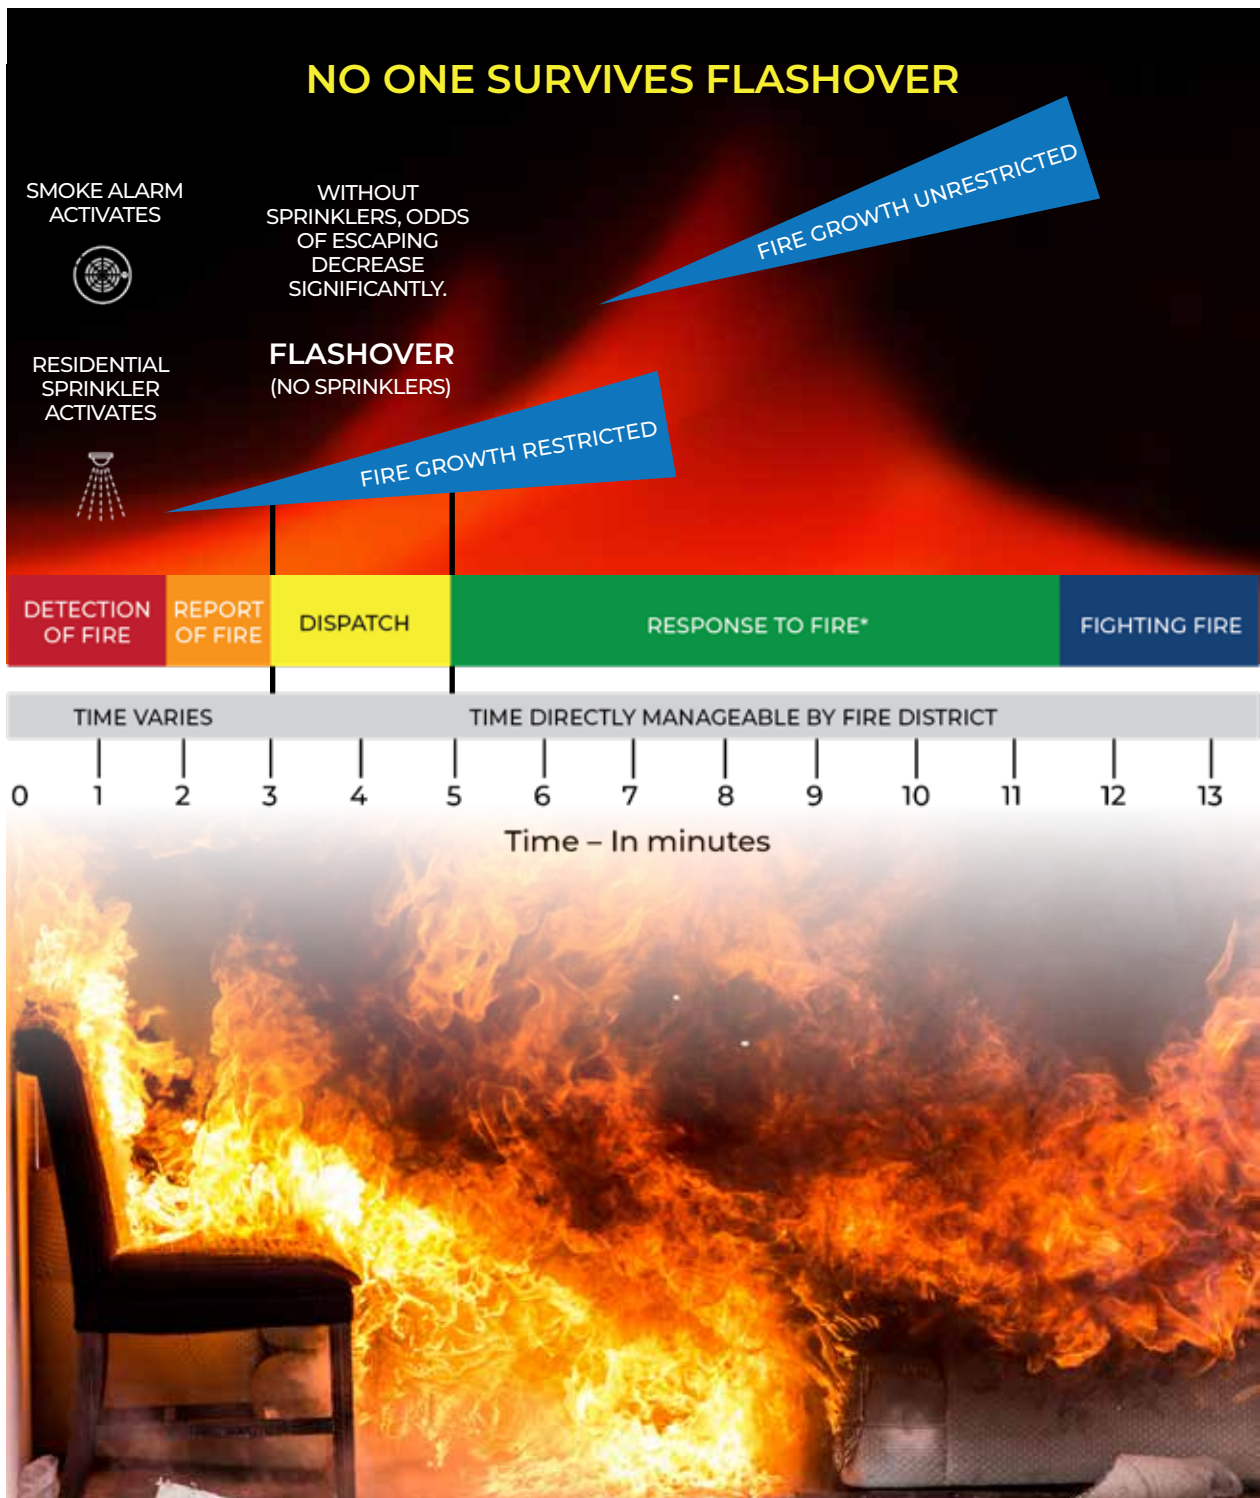 NO ONE SURVIVES FLASHOVER
SMOKE ALARM
ACTIVATES
WITHOUT
SPRINKLERS, ODDS
OF ESCAPING
DECREASE
SIGNIFICANTLY.
FIRE GROWTH UNRESTRICTED
RESIDENTIAL
SPRINKLER
ACTIVATES
FLASHOVER
(NO SPRINKLERS)
FIRE GROWTH RESTRICTED
DETECTION
OF FIRE
REPORT
OF FIRE
DISPATCH
RESPONSE TO FIRE*
FIGHTING FIRE
TIME VARIES
TIME DIRECTLY MANAGEABLE BY FIRE DISTRICT
0 1 2 3 4 5 6 7 8 9 10 11 12 13
Time – In minutes